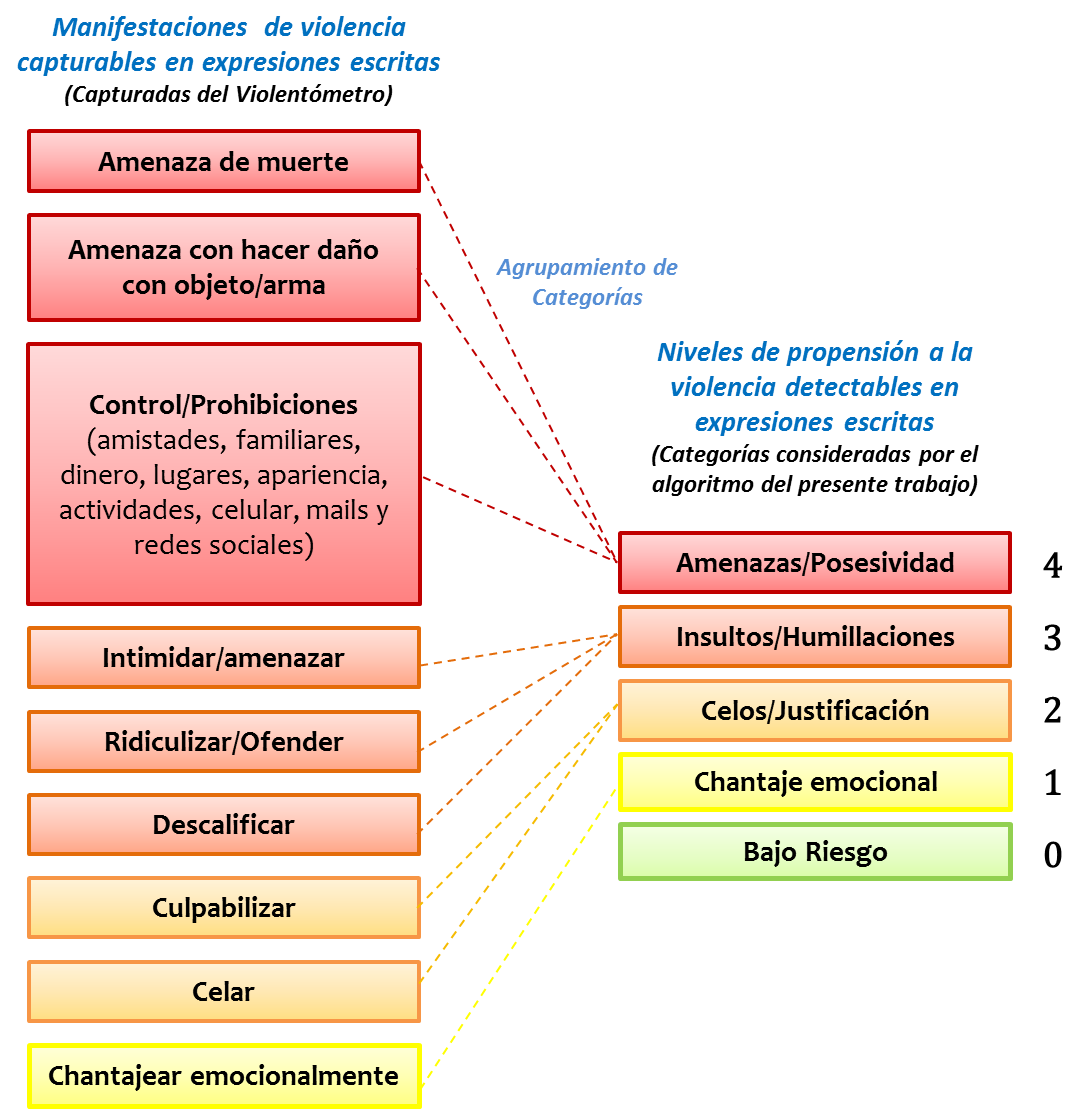 Manifestaciones de violencia
capturables en expresiones escritas
(Capturadas del Violentómetro)
Amenaza de muerte
Amenaza con hacer daño
con objeto/arma
Control/Prohibiciones
(amistades, familiares,
dinero, lugares, apariencia,
actividades, celular, mails y
redes sociales)
Intimidar/amenazar
Ridiculizar/Ofender
Descalificar
Culpabilizar
Celar
Chantajear emocionalmente
Agrupamiento de
Categorías
Niveles de propensión a la
violencia detectables en
expresiones escritas
(Categorías consideradas por el
algoritmo del presente trabajo)
Amenazas/Posesividad 4
Insultos/Humillaciones 3
Celos/Justificación 2
Chantaje emocional 1
Bajo Riesgo 0